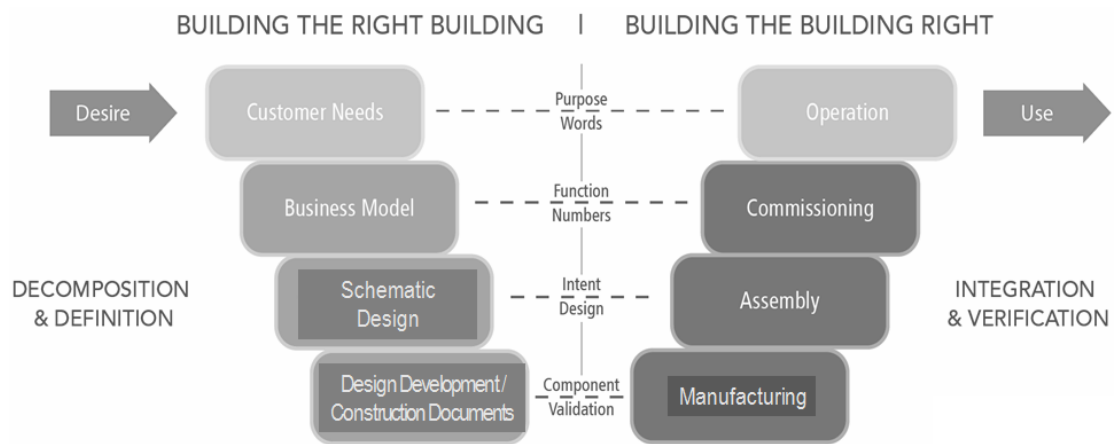 BUILDING THE RIGHT BUILDING | BUILDING THE BUILDING RIGHT
Desire
Customer Needs
Purpose
Words
Operation
Use
Business Model
Function
Numbers
Commissioning
DECOMPOSITION
& DEFINITION
Schematic
Design
Intent
Design
Assembly
INTEGRATION
& VERIFICATION
Design Development /
Construction Documents
Component
Validation
Manufacturing